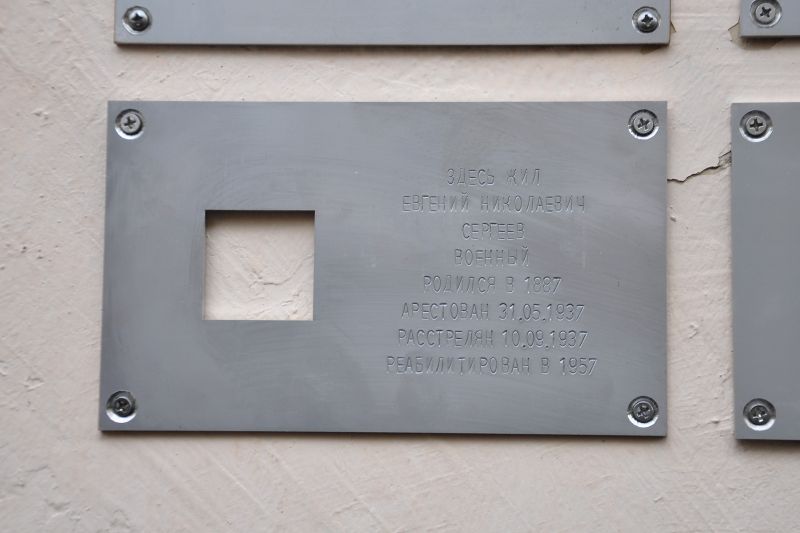 ЗДЕСЬ ЖИЛ
ЕВГЕНИЙ НИКОЛАЕВИЧ
СЕРГЕЕВ
ВОЕННЫЙ
РОДИЛСЯ В 1887
АРЕСТОВАН 31.05.1937
РАССТРЕЛЯН 10.09.1937
РЕАБИЛИТИРОВАН В 1957